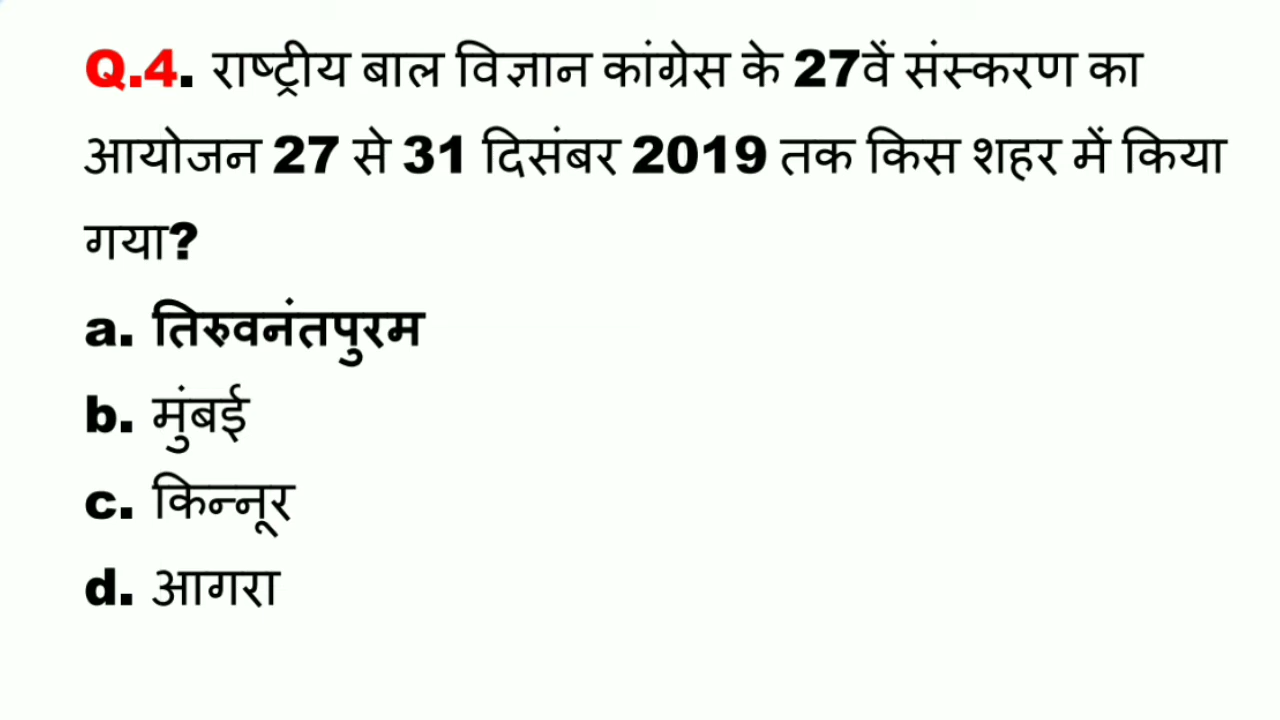 Q.4. राष्ट्रीय बाल विज्ञान कांग्रेस के 27वें संस्करण का
आयोजन 27 से 31 दिसंबर 2019 तक किस शहर में किया
गया?
a. तिरुवनंतपुरम
b. मुंबई
c. किन्नूर
d. आगरा